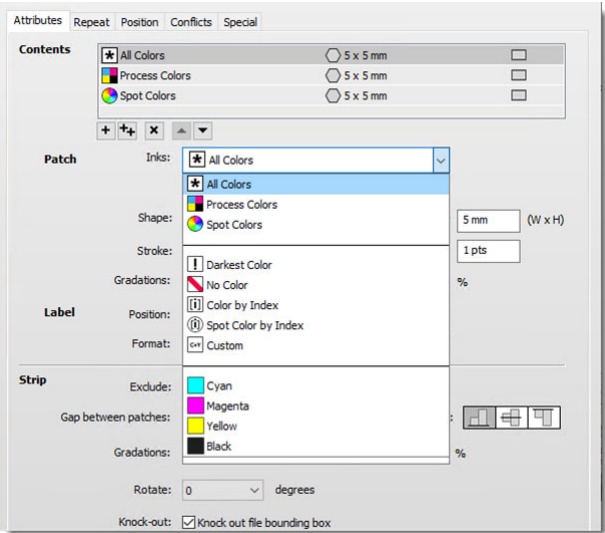 Attributes Repeat Position Conflicts Special
Contents
* All Colors 5 x 5 mm
Process Colors 5 x 5 mm
Spot Colors 5 x 5 mm
Patch Inks: * All Colors
* All Colors
Process Colors
Shape: Spot Colors 5 mm (W x H)
Stroke: 1 pts
! Darkest Color
Gradations: No Color %
[i] Color by Index
Label Position: (i) Spot Color by Index
Format: C+Y Custom
Strip Exclude: Cyan
Magenta
Gap between patches: Yellow :
Gradations: Black %
Rotate: 0 degrees
Knock-out: Knock out file bounding box